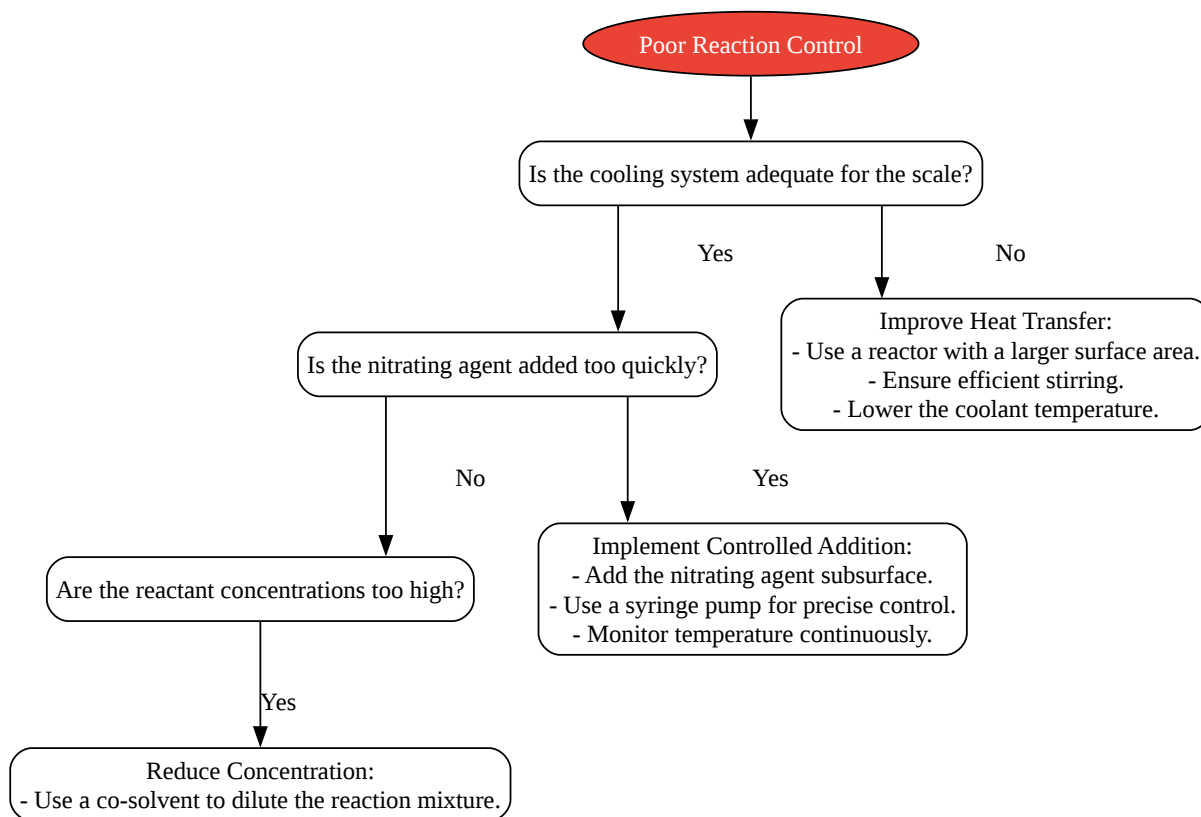 Poor Reaction Control
Is the cooling system adequate for the scale?
Yes
No
Improve Heat Transfer:
- Use a reactor with a larger surface area.
- Ensure efficient stirring.
- Lower the coolant temperature.
Is the nitrating agent added too quickly?
No
Yes
Implement Controlled Addition:
- Add the nitrating agent subsurface.
- Use a syringe pump for precise control.
- Monitor temperature continuously.
Are the reactant concentrations too high?
Yes
Reduce Concentration:
- Use a co-solvent to dilute the reaction mixture.